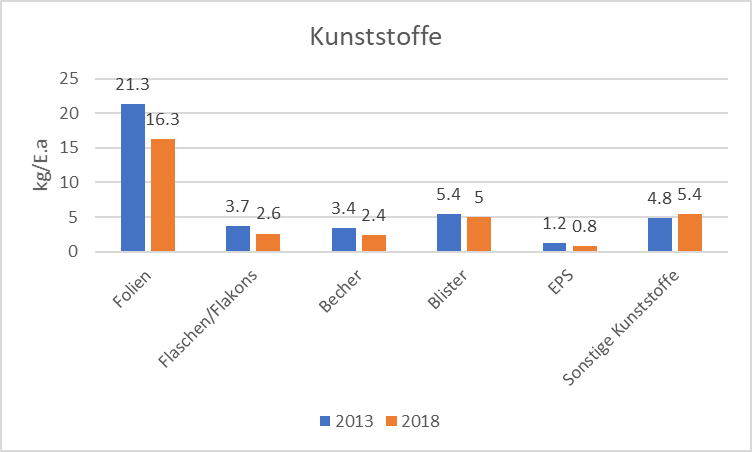 Kunststoffe
kg/E.a
25
20
15
10
5
0
21.3
16.3
3.7
2.6
3.4
2.4
5.4
5
1.2
0.8
4.8
5.4
Folien
Flaschen/Flakons
Becher
Blister
EPS
Sonstige Kunststoffe
2013
2018